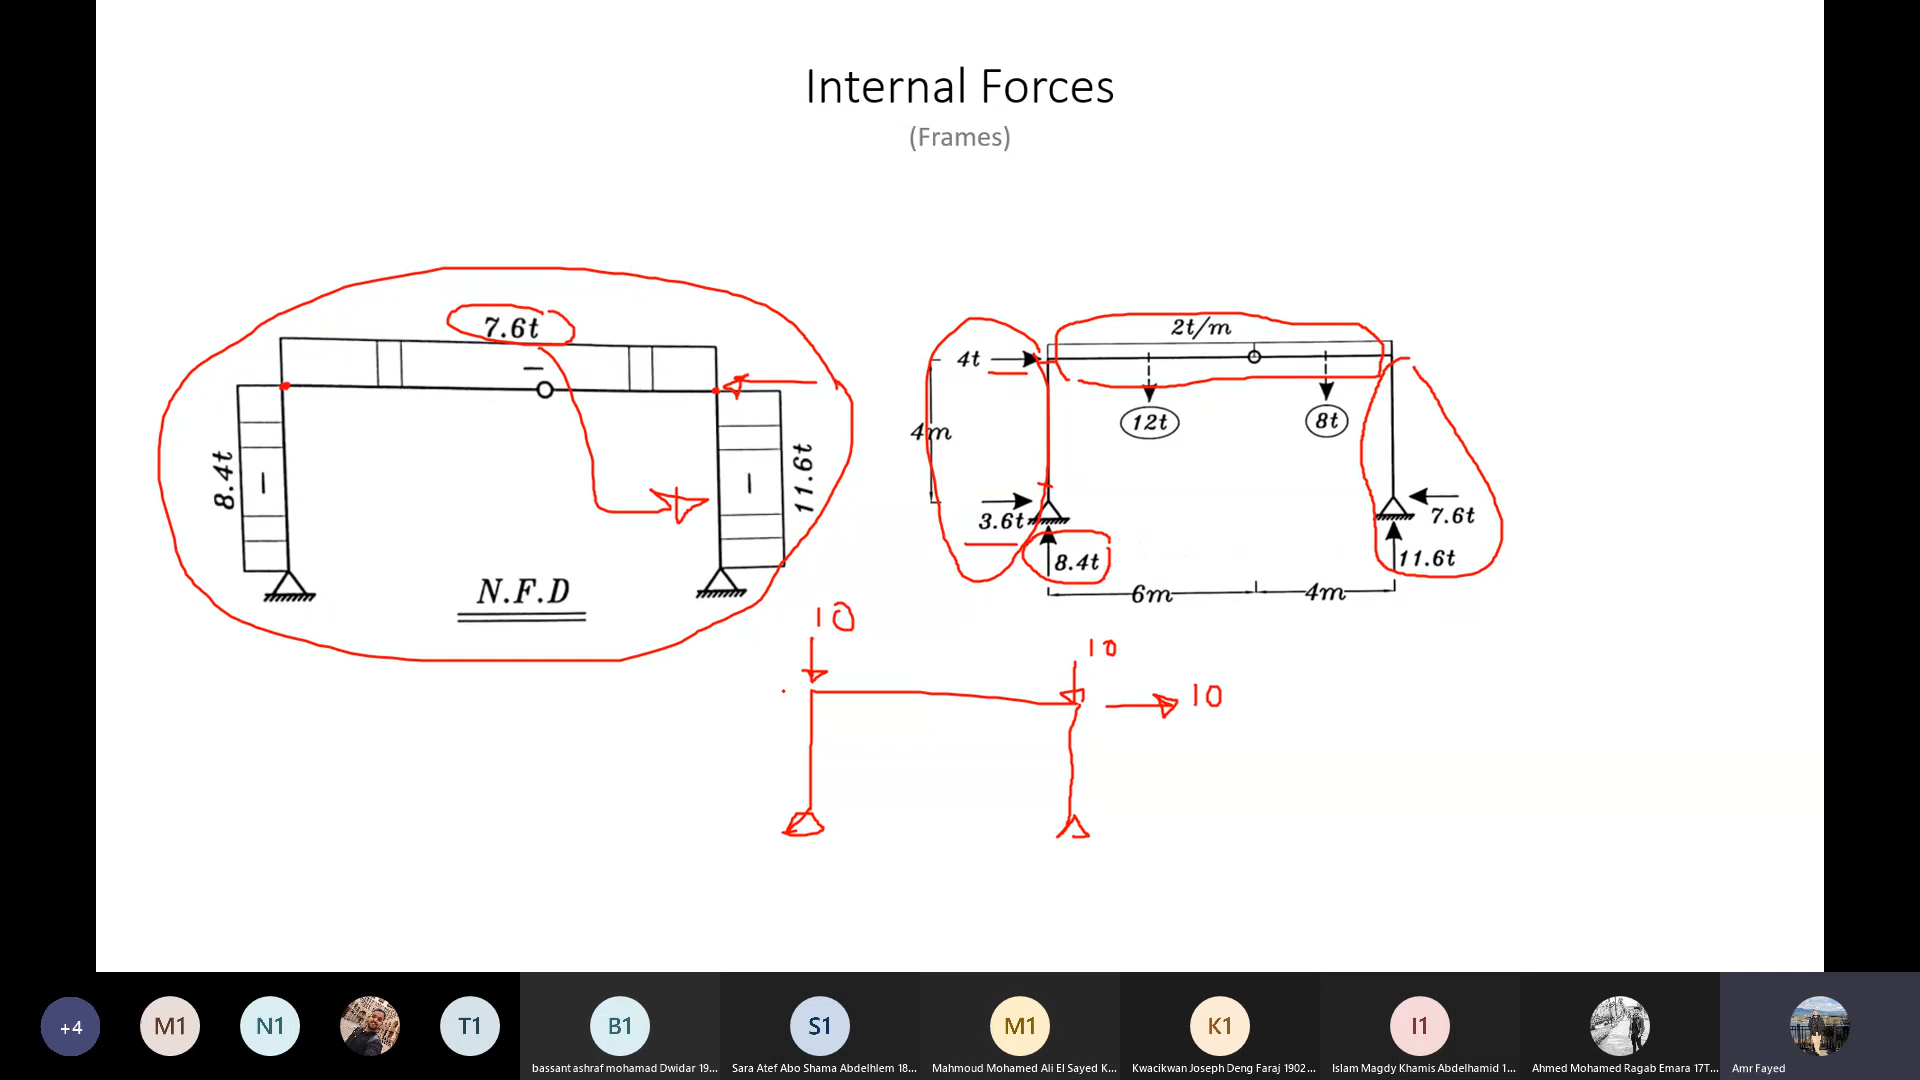 Internal Forces
(Frames)
7.6t
8.4t
11.6t
N.F.D
2t/m
4t
4m
12t
8t
3.6t
8.4t
7.6t
11.6t
6m
4m
10
10
10
+4
M1
N1
T1
B1
S1
M1
K1
I1
bassant ashraf mohamad Dwidar 19...
Sara Atef Abo Shama Abdelhlem 18...
Mahmoud Mohamed Ali El Sayed K...
Kwacikwan Joseph Deng Faraj 1902...
Islam Magdy Khamis Abdelhamid 1...
Ahmed Mohamed Ragab Emara 17T...
Amr Fayed